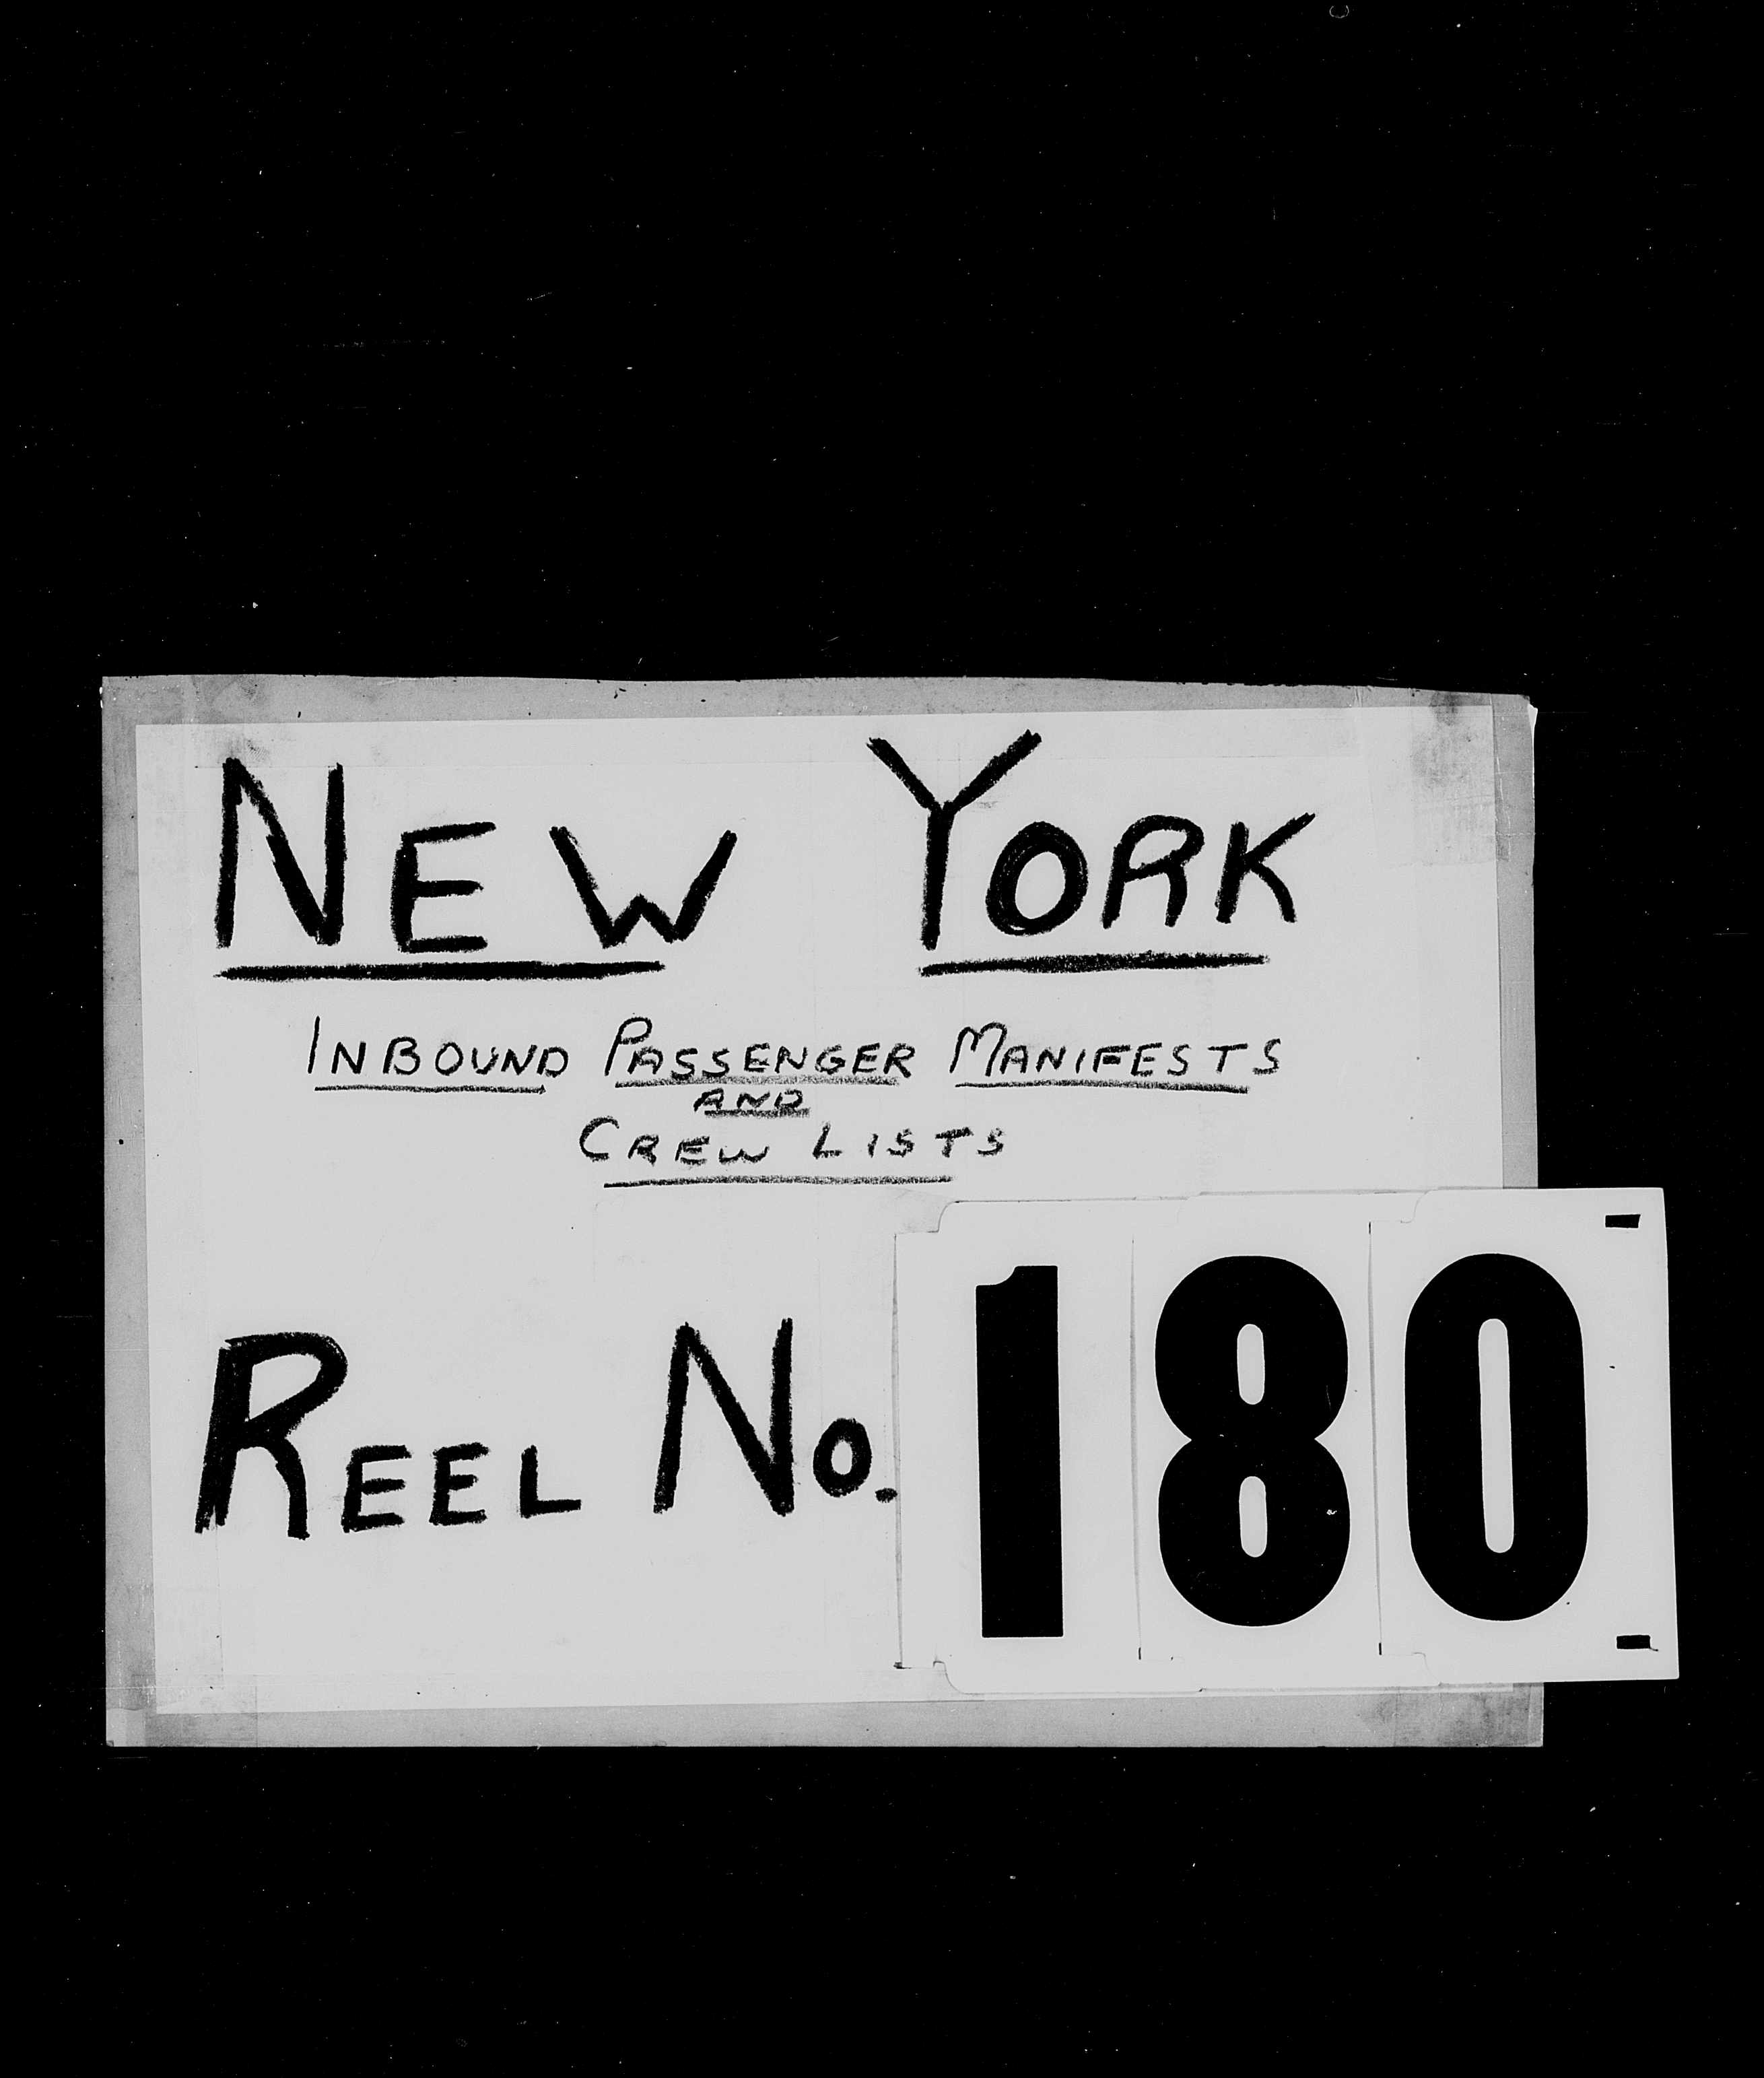 NEW YORK
INBOUND PASSENGER MANIFESTS
AND
CREW LISTS
REEL No. 180